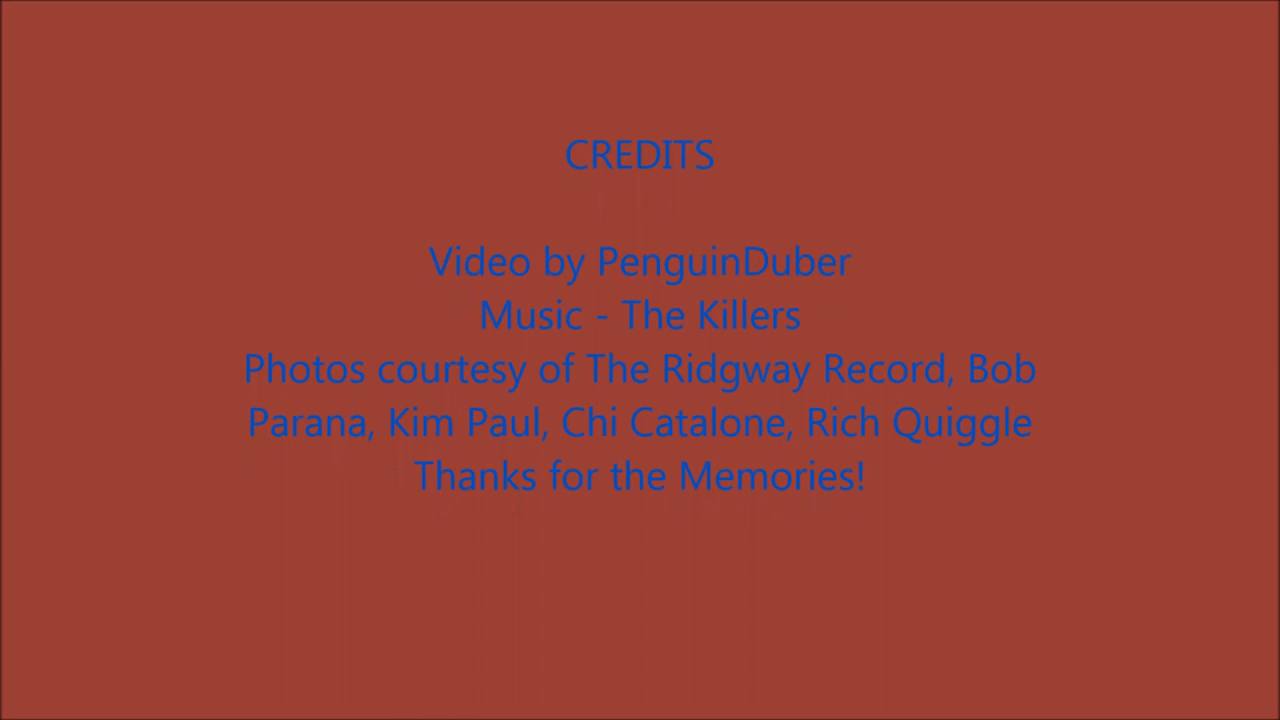 CREDITS
Video by PenguinDuber
Music - The Killers
Photos courtesy of The Ridgway Record, Bob
Parana, Kim Paul, Chi Catalone, Rich Quiggle
Thanks for the Memories!